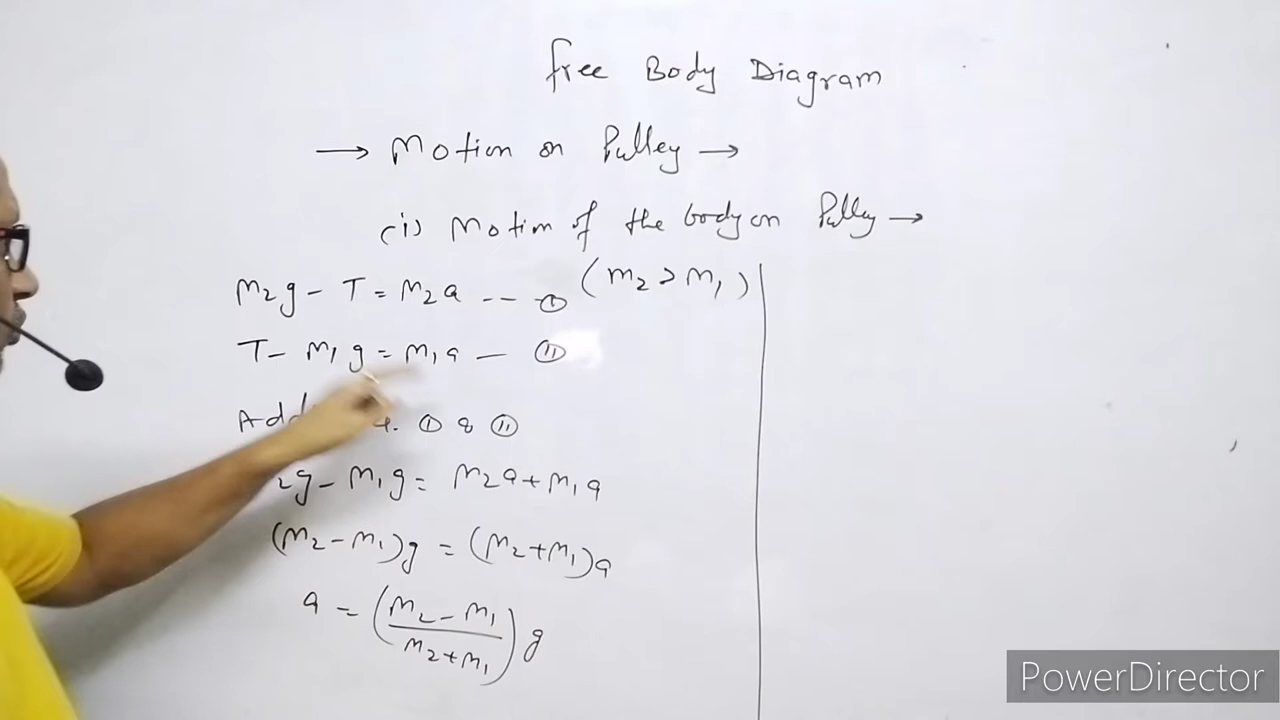 free Body Diagram
→ Motion on Pulley →
(i) Motion of the body on Pulley →
(m₂ > m₁)
m₂g - T = m₂a -- ①
T - m₁g = m₁a — ⑪
① & ⑪
₂g - m₁g = m₂a + m₁a
(m₂ - m₁)g = (m₂ + m₁)a
a = (m₂ - m₁ / m₂ + m₁) g
PowerDirector